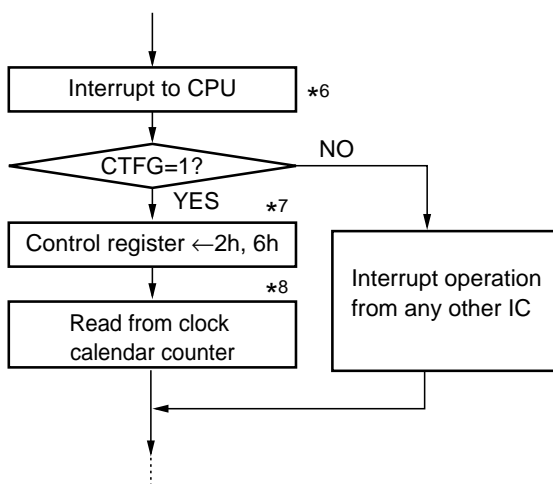 Interrupt to CPU
*6
CTFG=1?
NO
YES
*7
Control register ←2h, 6h
*8
Read from clock
calendar counter
Interrupt operation
from any other IC